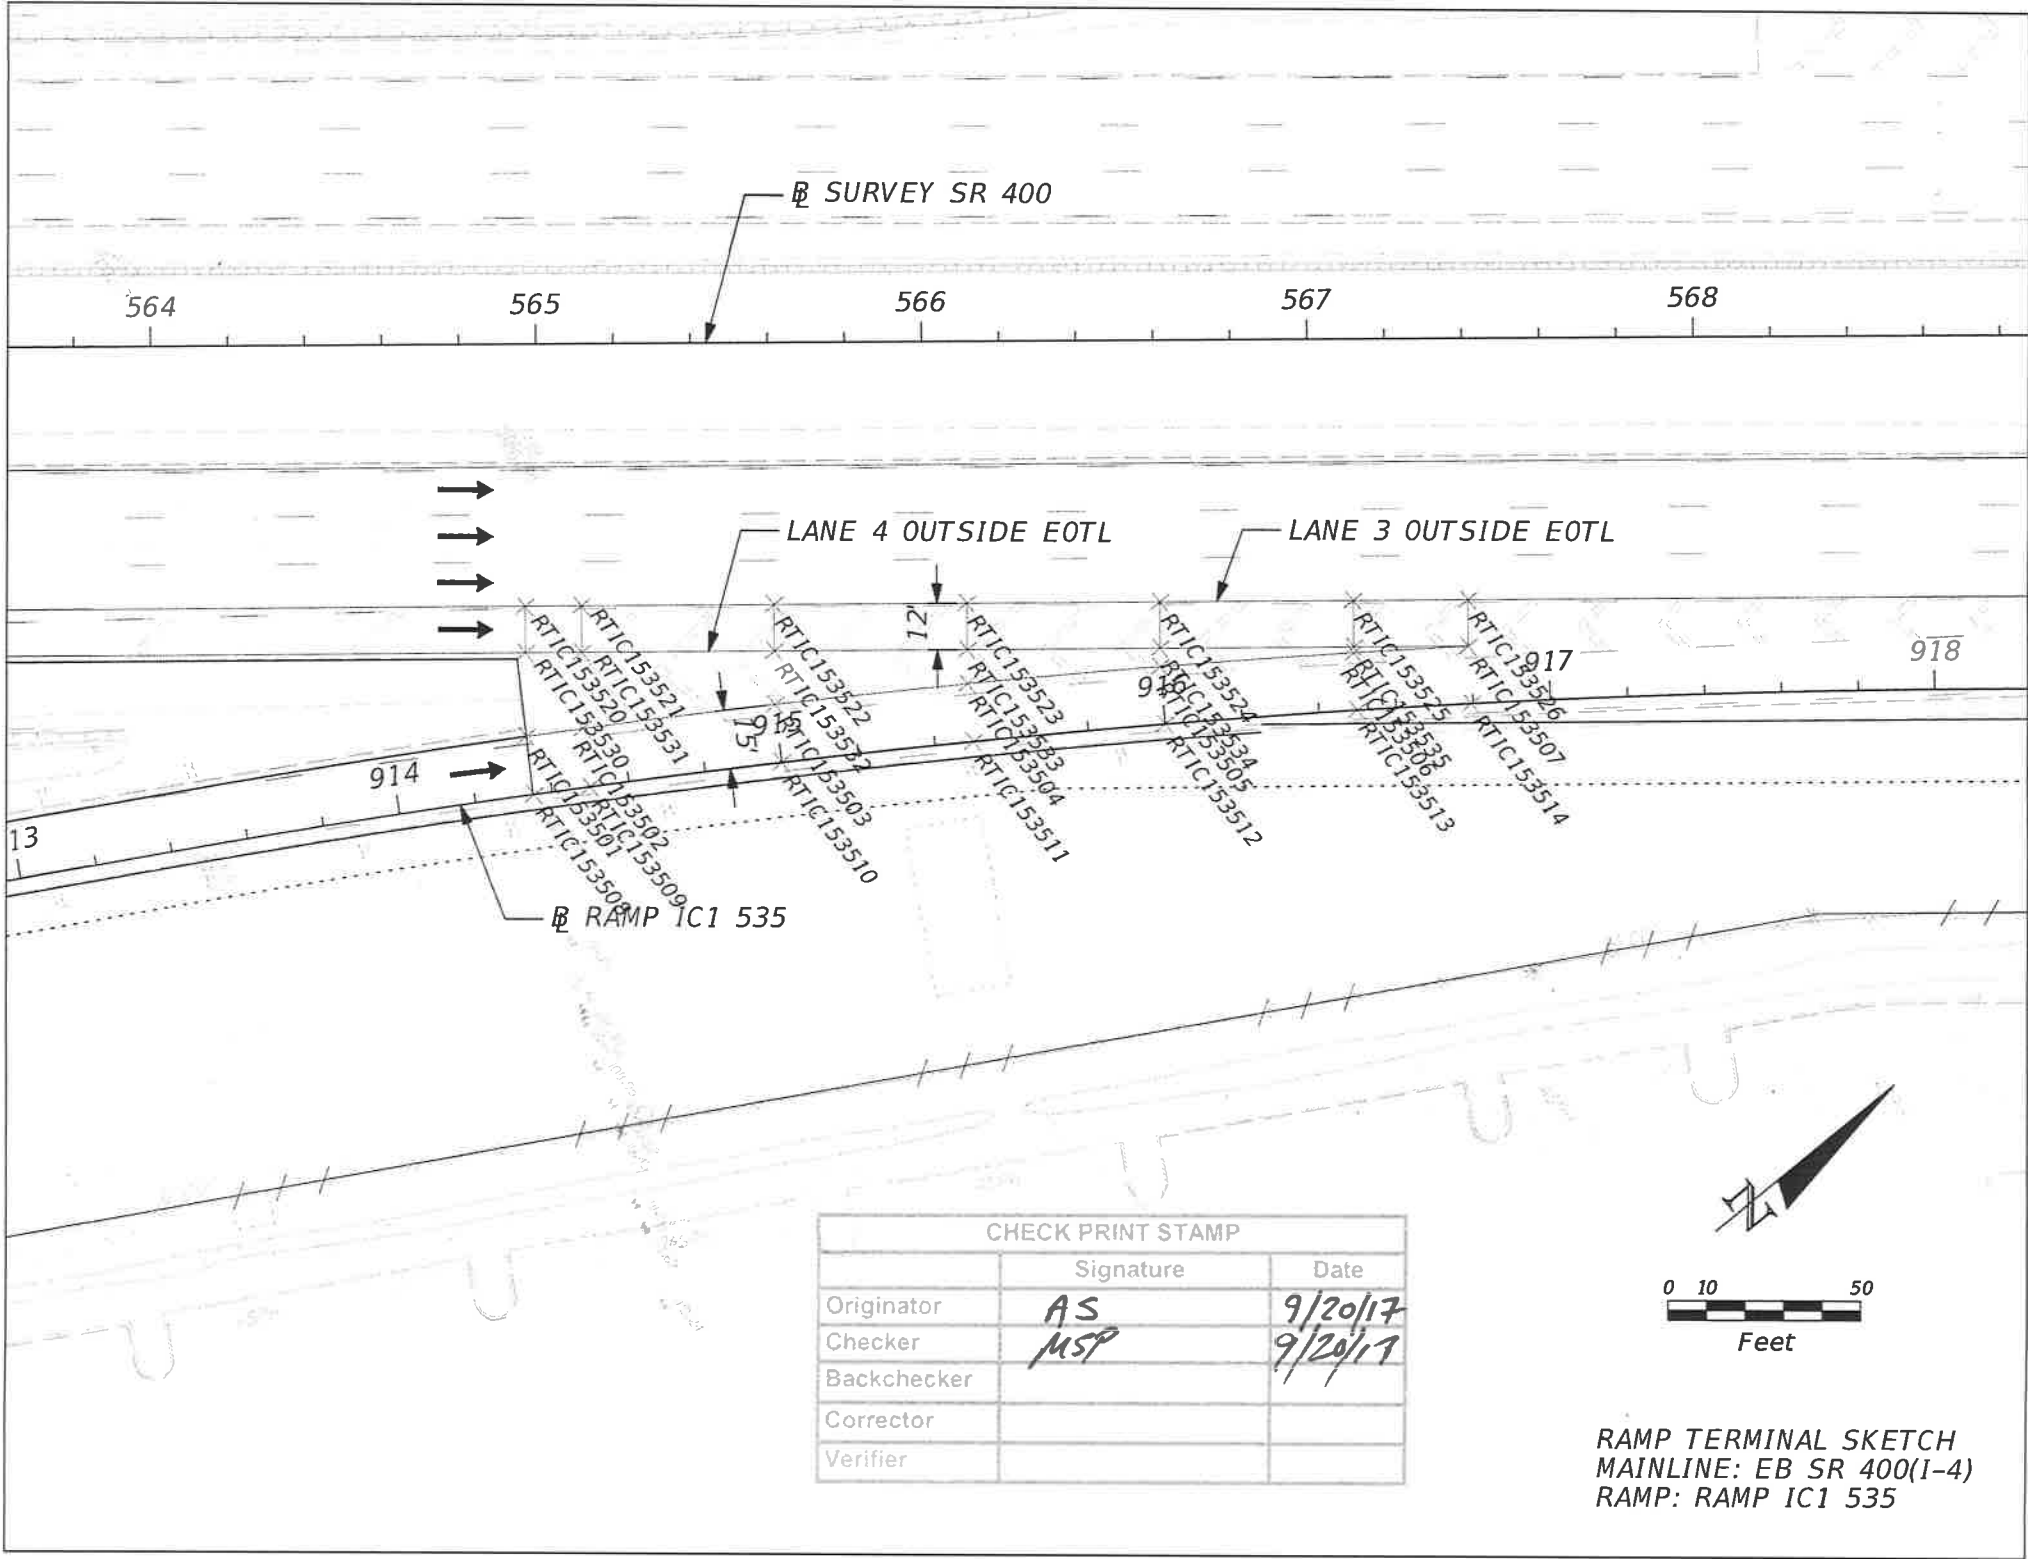 ℄ SURVEY SR 400
564 565 566 567 568
LANE 4 OUTSIDE EOTL
LANE 3 OUTSIDE EOTL
12'
15'
13 914 915 916 917 918
RTIC153520
RTIC153521
RTIC153522
RTIC153523
RTIC153524
RTIC153525
RTIC153526
RTIC153530
RTIC153531
RTIC153532
RTIC153533
RTIC153534
RTIC153535
RTIC153501
RTIC153502
RTIC153503
RTIC153504
RTIC153505
RTIC153506
RTIC153507
RTIC153508
RTIC153509
RTIC153510
RTIC153511
RTIC153512
RTIC153513
RTIC153514
℄ RAMP IC1 535
CHECK PRINT STAMP
Signature Date
Originator AS 9/20/17
Checker MSP 9/20/17
Backchecker
Corrector
Verifier
N
0 10 50
Feet
RAMP TERMINAL SKETCH
MAINLINE: EB SR 400(I-4)
RAMP: RAMP IC1 535